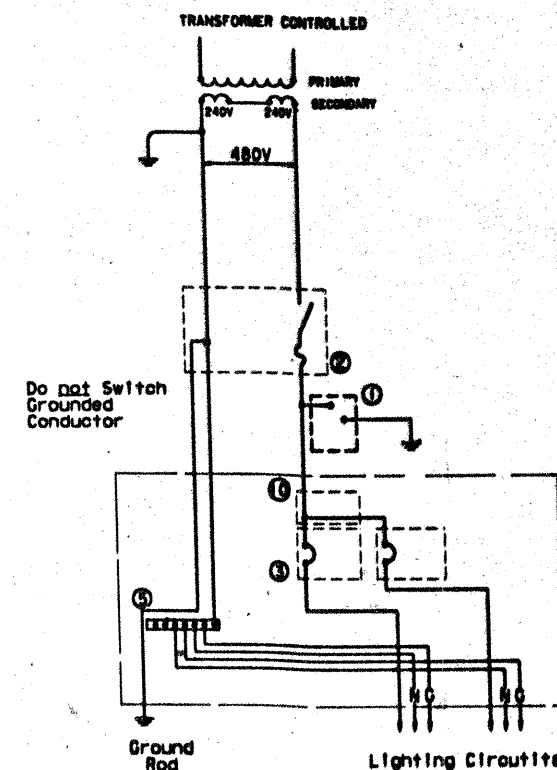 TRANSFORMER CONTROLLED
PRIMARY
SECONDARY
240V 240V
480V
2
Do not Switch
Grounded
Conductor
1
10
3
5
N G N G
Ground
Rod
Lighting Circuits